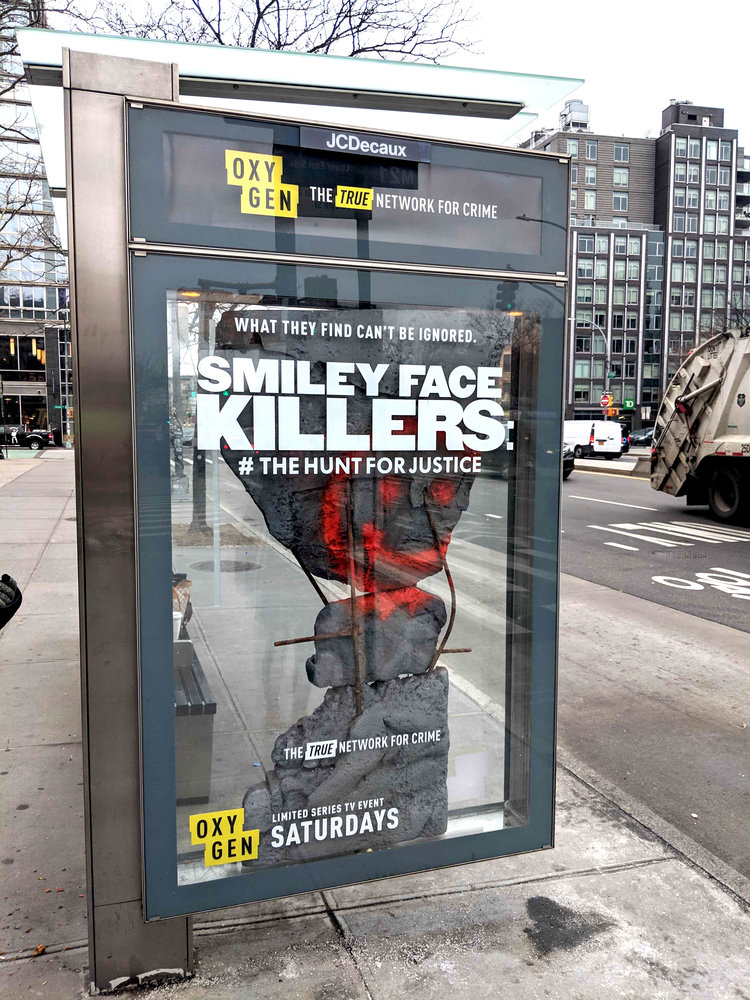 JCDecaux
OXY
GEN
THE TRUE NETWORK FOR CRIME
WHAT THEY FIND CAN'T BE IGNORED.
SMILEY FACE
KILLERS:
# THE HUNT FOR JUSTICE
THE TRUE NETWORK FOR CRIME
OXY
GEN
LIMITED SERIES TV EVENT
SATURDAYS
TD